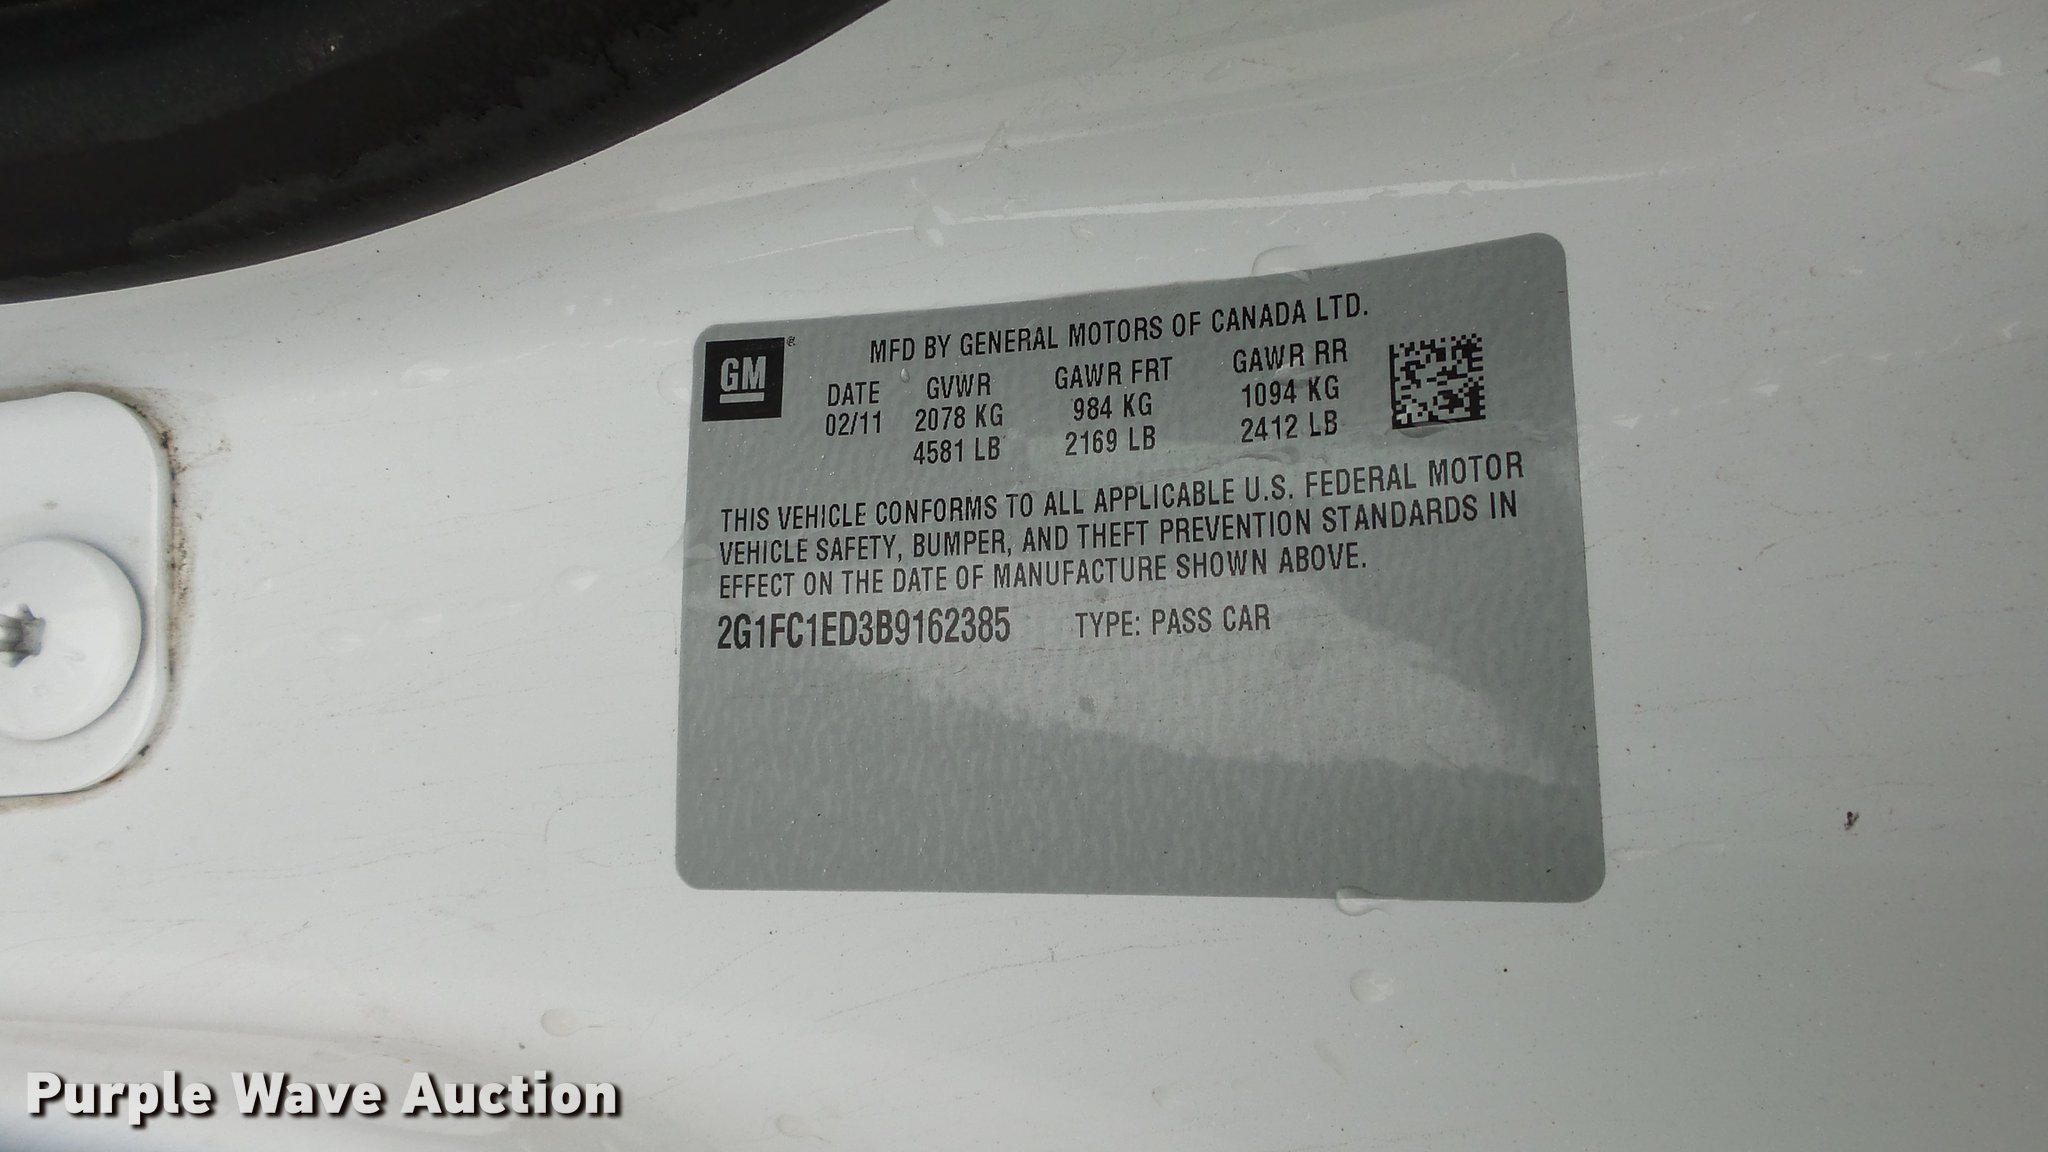 MFD BY GENERAL MOTORS OF CANADA LTD.
GM ®
DATE GVWR GAWR FRT GAWR RR
02/11 2078 KG 984 KG 1094 KG
4581 LB 2169 LB 2412 LB
THIS VEHICLE CONFORMS TO ALL APPLICABLE U.S. FEDERAL MOTOR
VEHICLE SAFETY, BUMPER, AND THEFT PREVENTION STANDARDS IN
EFFECT ON THE DATE OF MANUFACTURE SHOWN ABOVE.
2G1FC1ED3B9162385 TYPE: PASS CAR
Purple Wave Auction